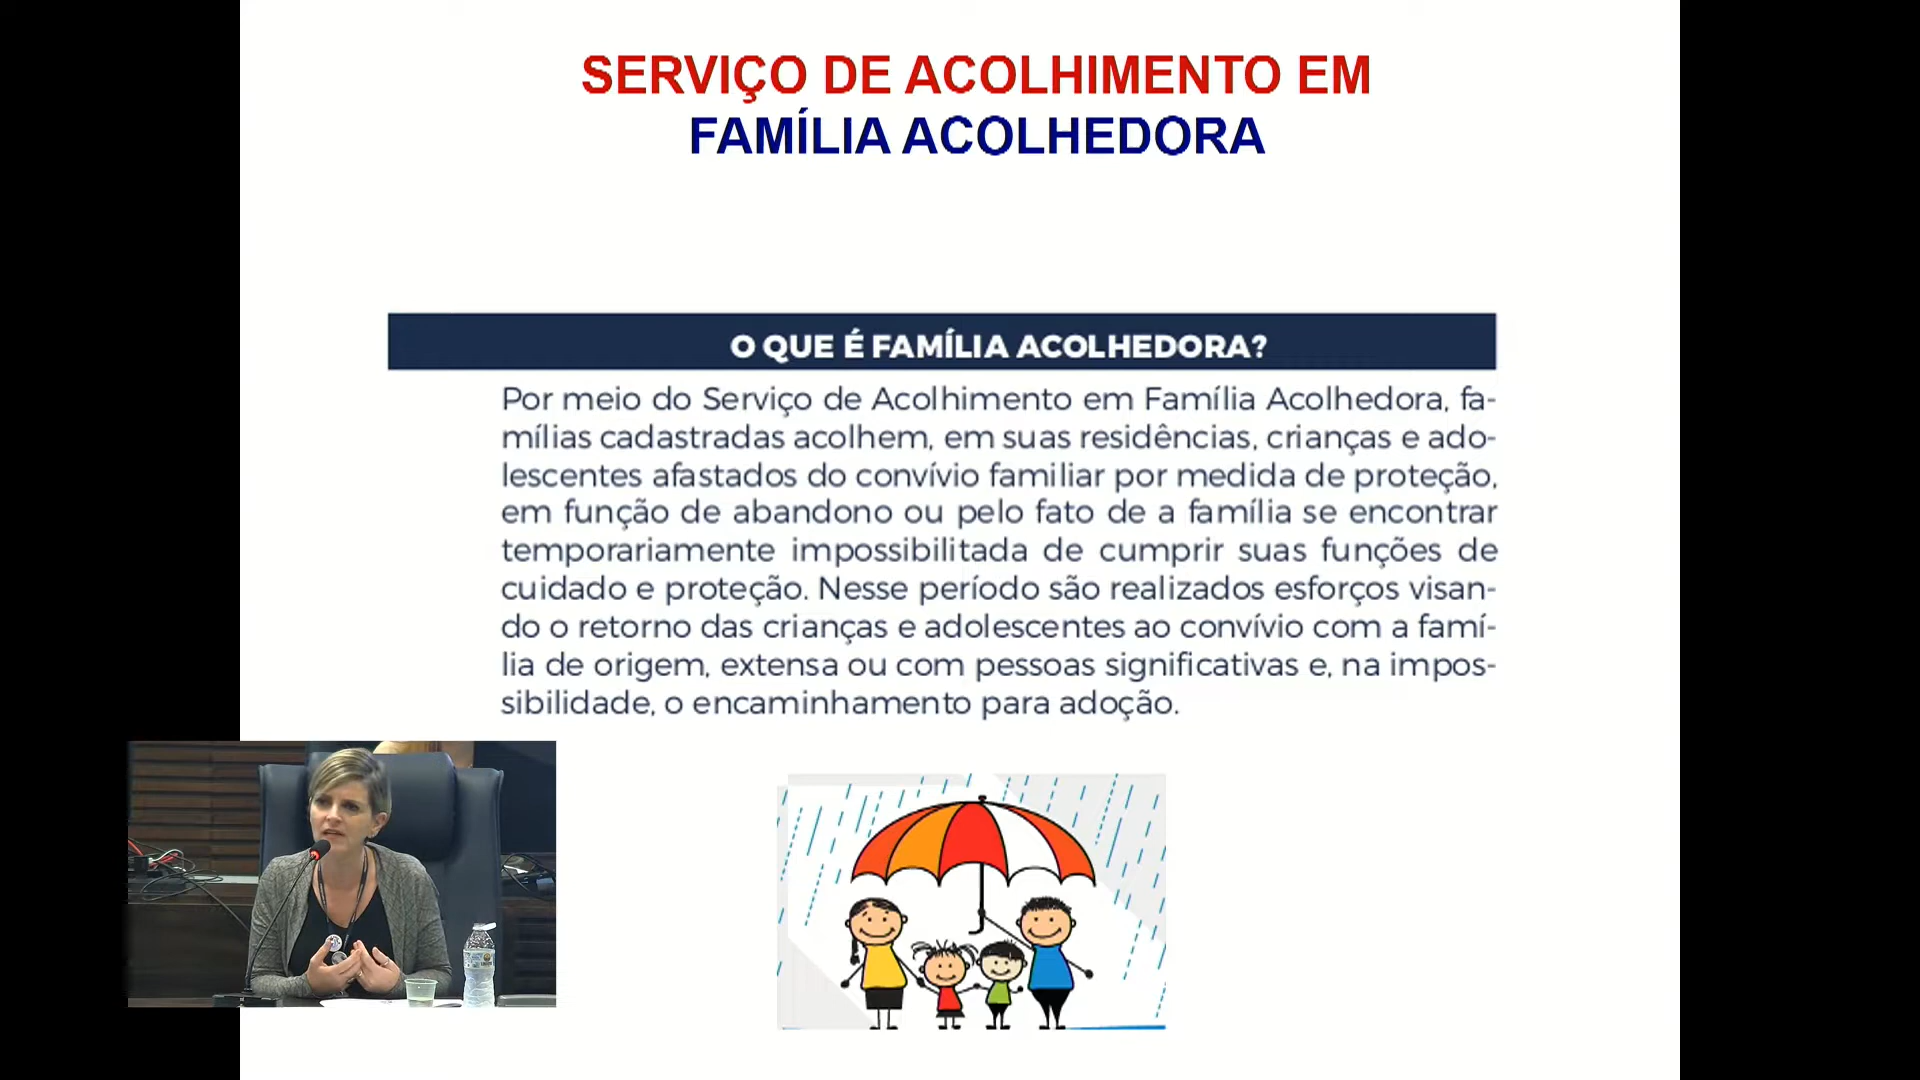 SERVIÇO DE ACOLHIMENTO EM
FAMÍLIA ACOLHEDORA
O QUE É FAMÍLIA ACOLHEDORA?
Por meio do Serviço de Acolhimento em Família Acolhedora, fa-
mílias cadastradas acolhem, em suas residências, crianças e ado-
lescentes afastados do convívio familiar por medida de proteção,
em função de abandono ou pelo fato de a família se encontrar
temporariamente impossibilitada de cumprir suas funções de
cuidado e proteção. Nesse período são realizados esforços visan-
do o retorno das crianças e adolescentes ao convívio com a famí-
lia de origem, extensa ou com pessoas significativas e, na impos-
sibilidade, o encaminhamento para adoção.